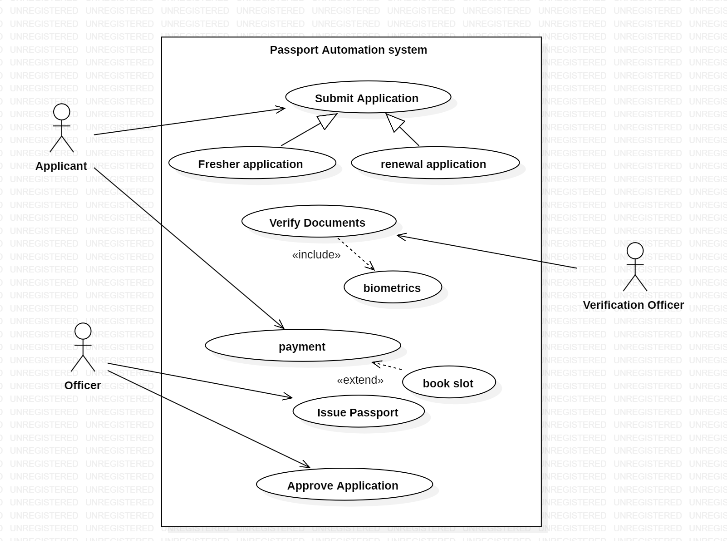 Passport Automation system
Submit Application
Fresher application
renewal application
Applicant
Verify Documents
«include»
biometrics
Verification Officer
payment
Officer
«extend»
book slot
Issue Passport
Approve Application
UNREGISTERED